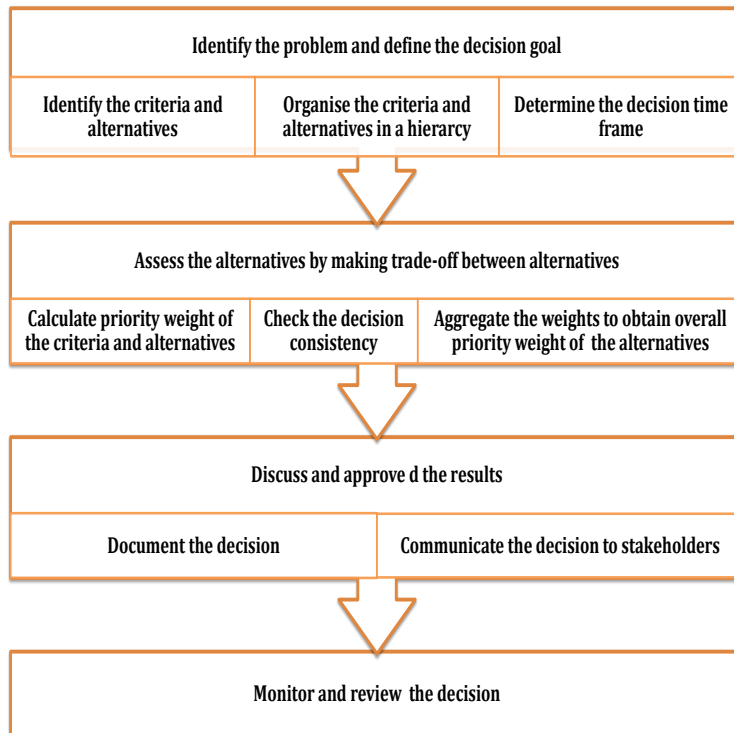 Identify the problem and define the decision goal
Identify the criteria and
alternatives
Organise the criteria and
alternatives in a hierarcy
Determine the decision time
frame
Assess the alternatives by making trade-off between alternatives
Calculate priority weight of
the criteria and alternatives
Check the decision
consistency
Aggregate the weights to obtain overall
priority weight of the alternatives
Discuss and approve d the results
Document the decision
Communicate the decision to stakeholders
Monitor and review the decision